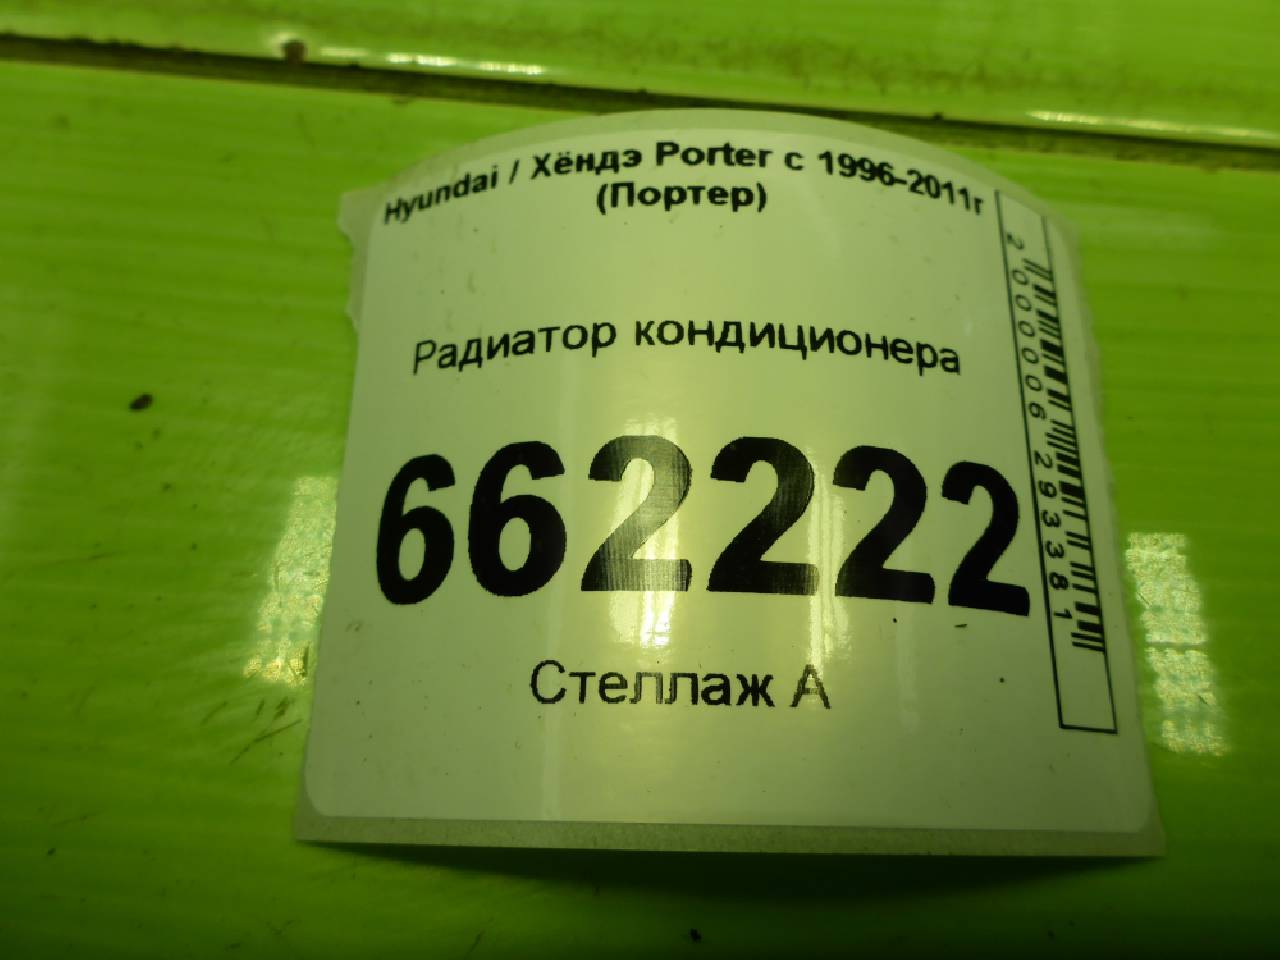 Hyundai / Хёндэ Porter с 1996-2011г
(Портер)
Радиатор кондиционера
662222
Стеллаж А
2000006293381